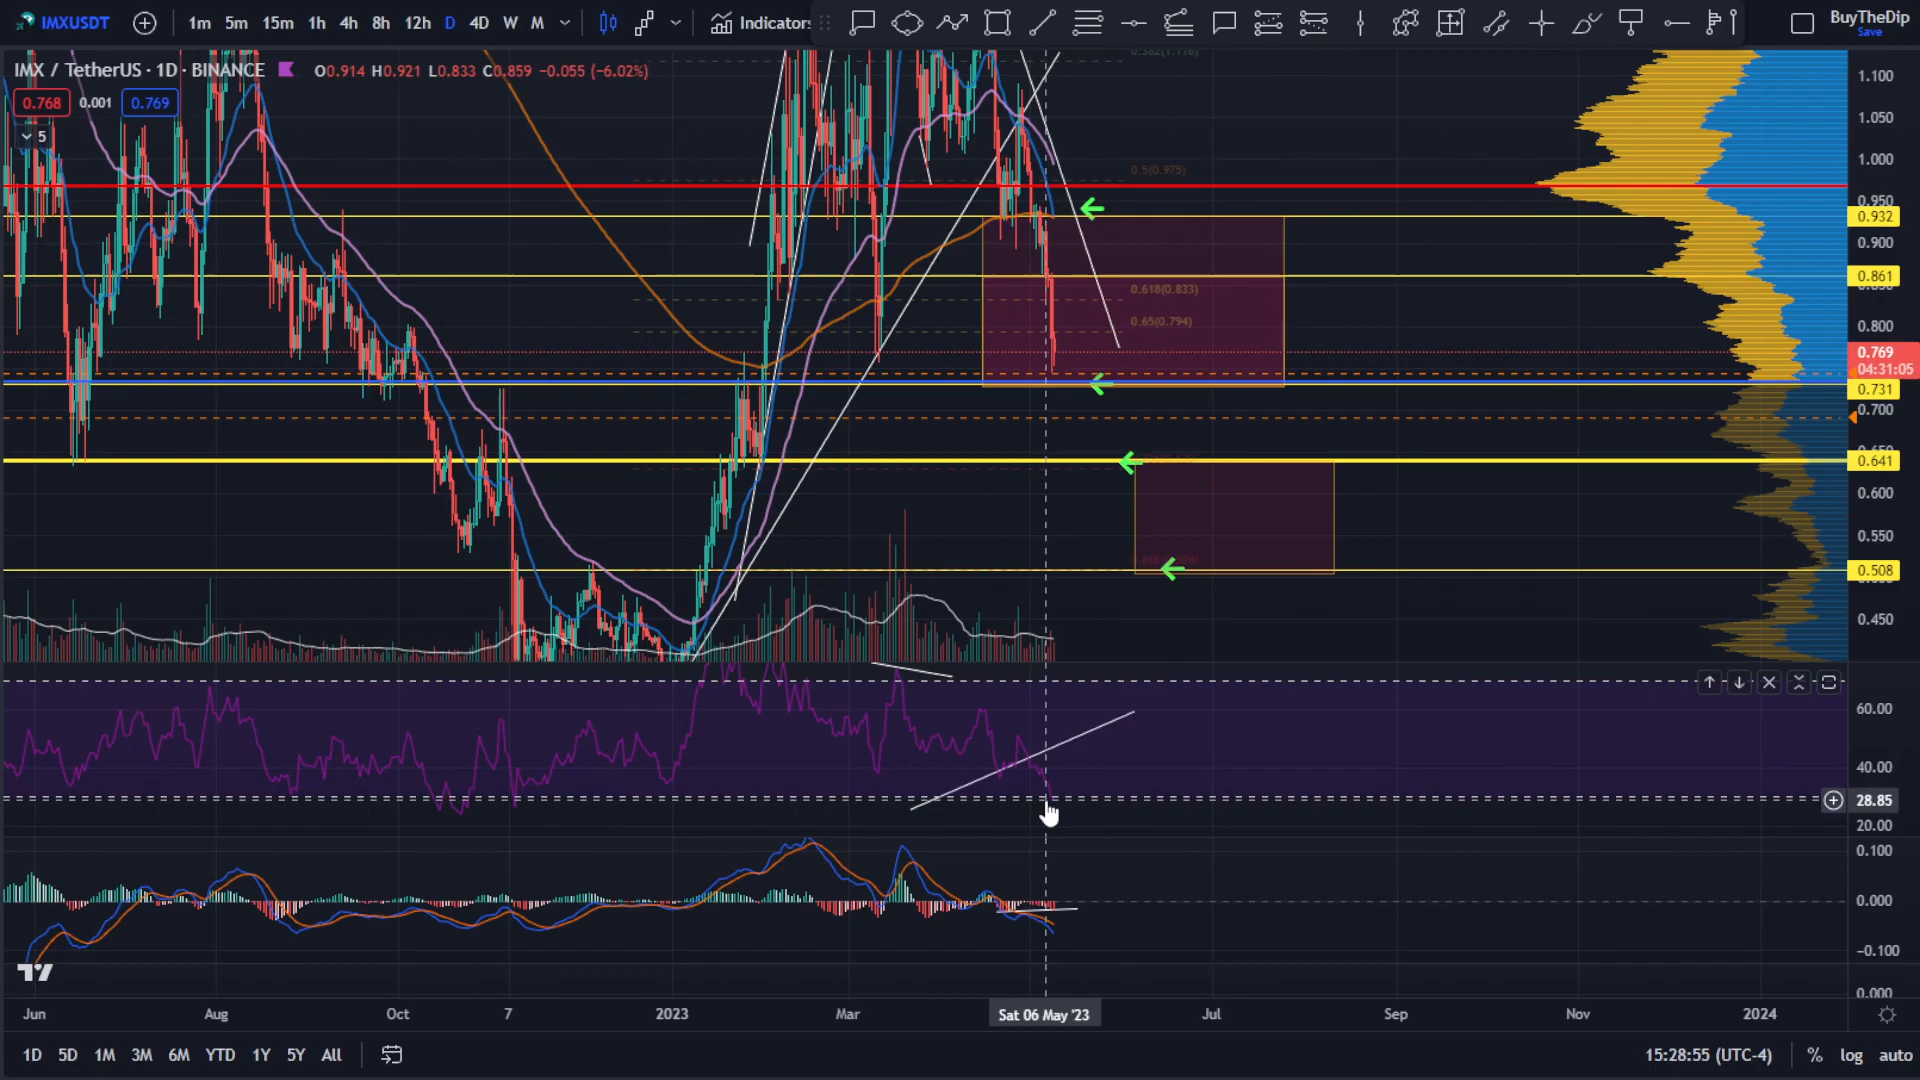 IMXUSDT
1m 5m 15m 1h 4h 8h 12h D 4D W M
Indicators
BuyTheDip
Save
IMX / TetherUS · 1D · BINANCE
O0.914 H0.921 L0.833 C0.859 −0.055 (−6.02%)
0.768 0.001 0.769
5
0.5(0.975)
0.618(0.833)
0.65(0.794)
1.100
1.050
1.000
0.950
0.932
0.900
0.861
0.800
0.769
04:31:05
0.731
0.700
0.641
0.600
0.550
0.508
0.450
60.00
40.00
28.85
20.00
0.100
0.000
−0.100
0.000
Jun Aug Oct 7 2023 Mar Sat 06 May '23 Jul Sep Nov 2024
1D 5D 1M 3M 6M YTD 1Y 5Y All
15:28:55 (UTC-4) % log auto